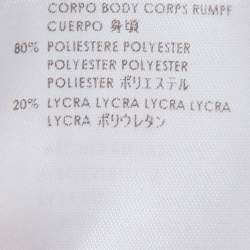 CORPO BODY CORPS RUMPF
CUERPO 身頃
80% POLIESTERE POLYESTER
POLYESTER POLYESTER
POLIESTER ポリエステル
20% LYCRA LYCRA LYCRA LYCRA
LYCRA ポリウレタン